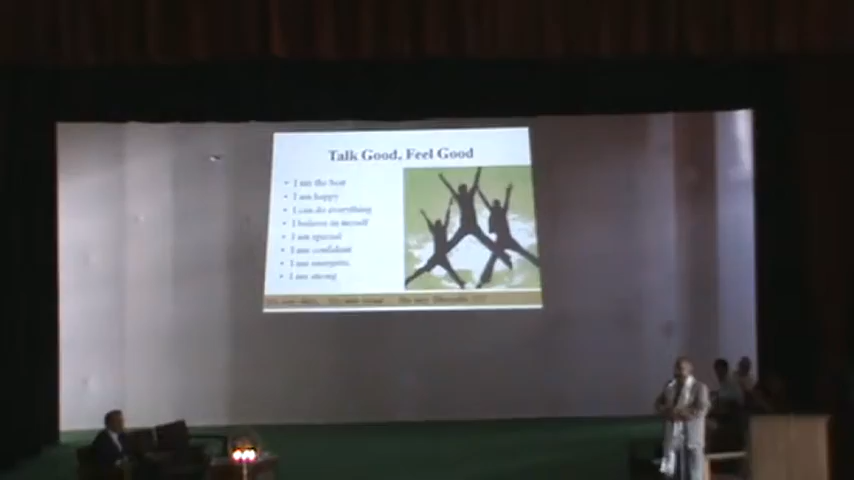 Talk Good, Feel Good
• I am the best
• I am happy
• I can do everything
• I believe in myself
• I am special
• I am confident
• I am energetic
• I am strong